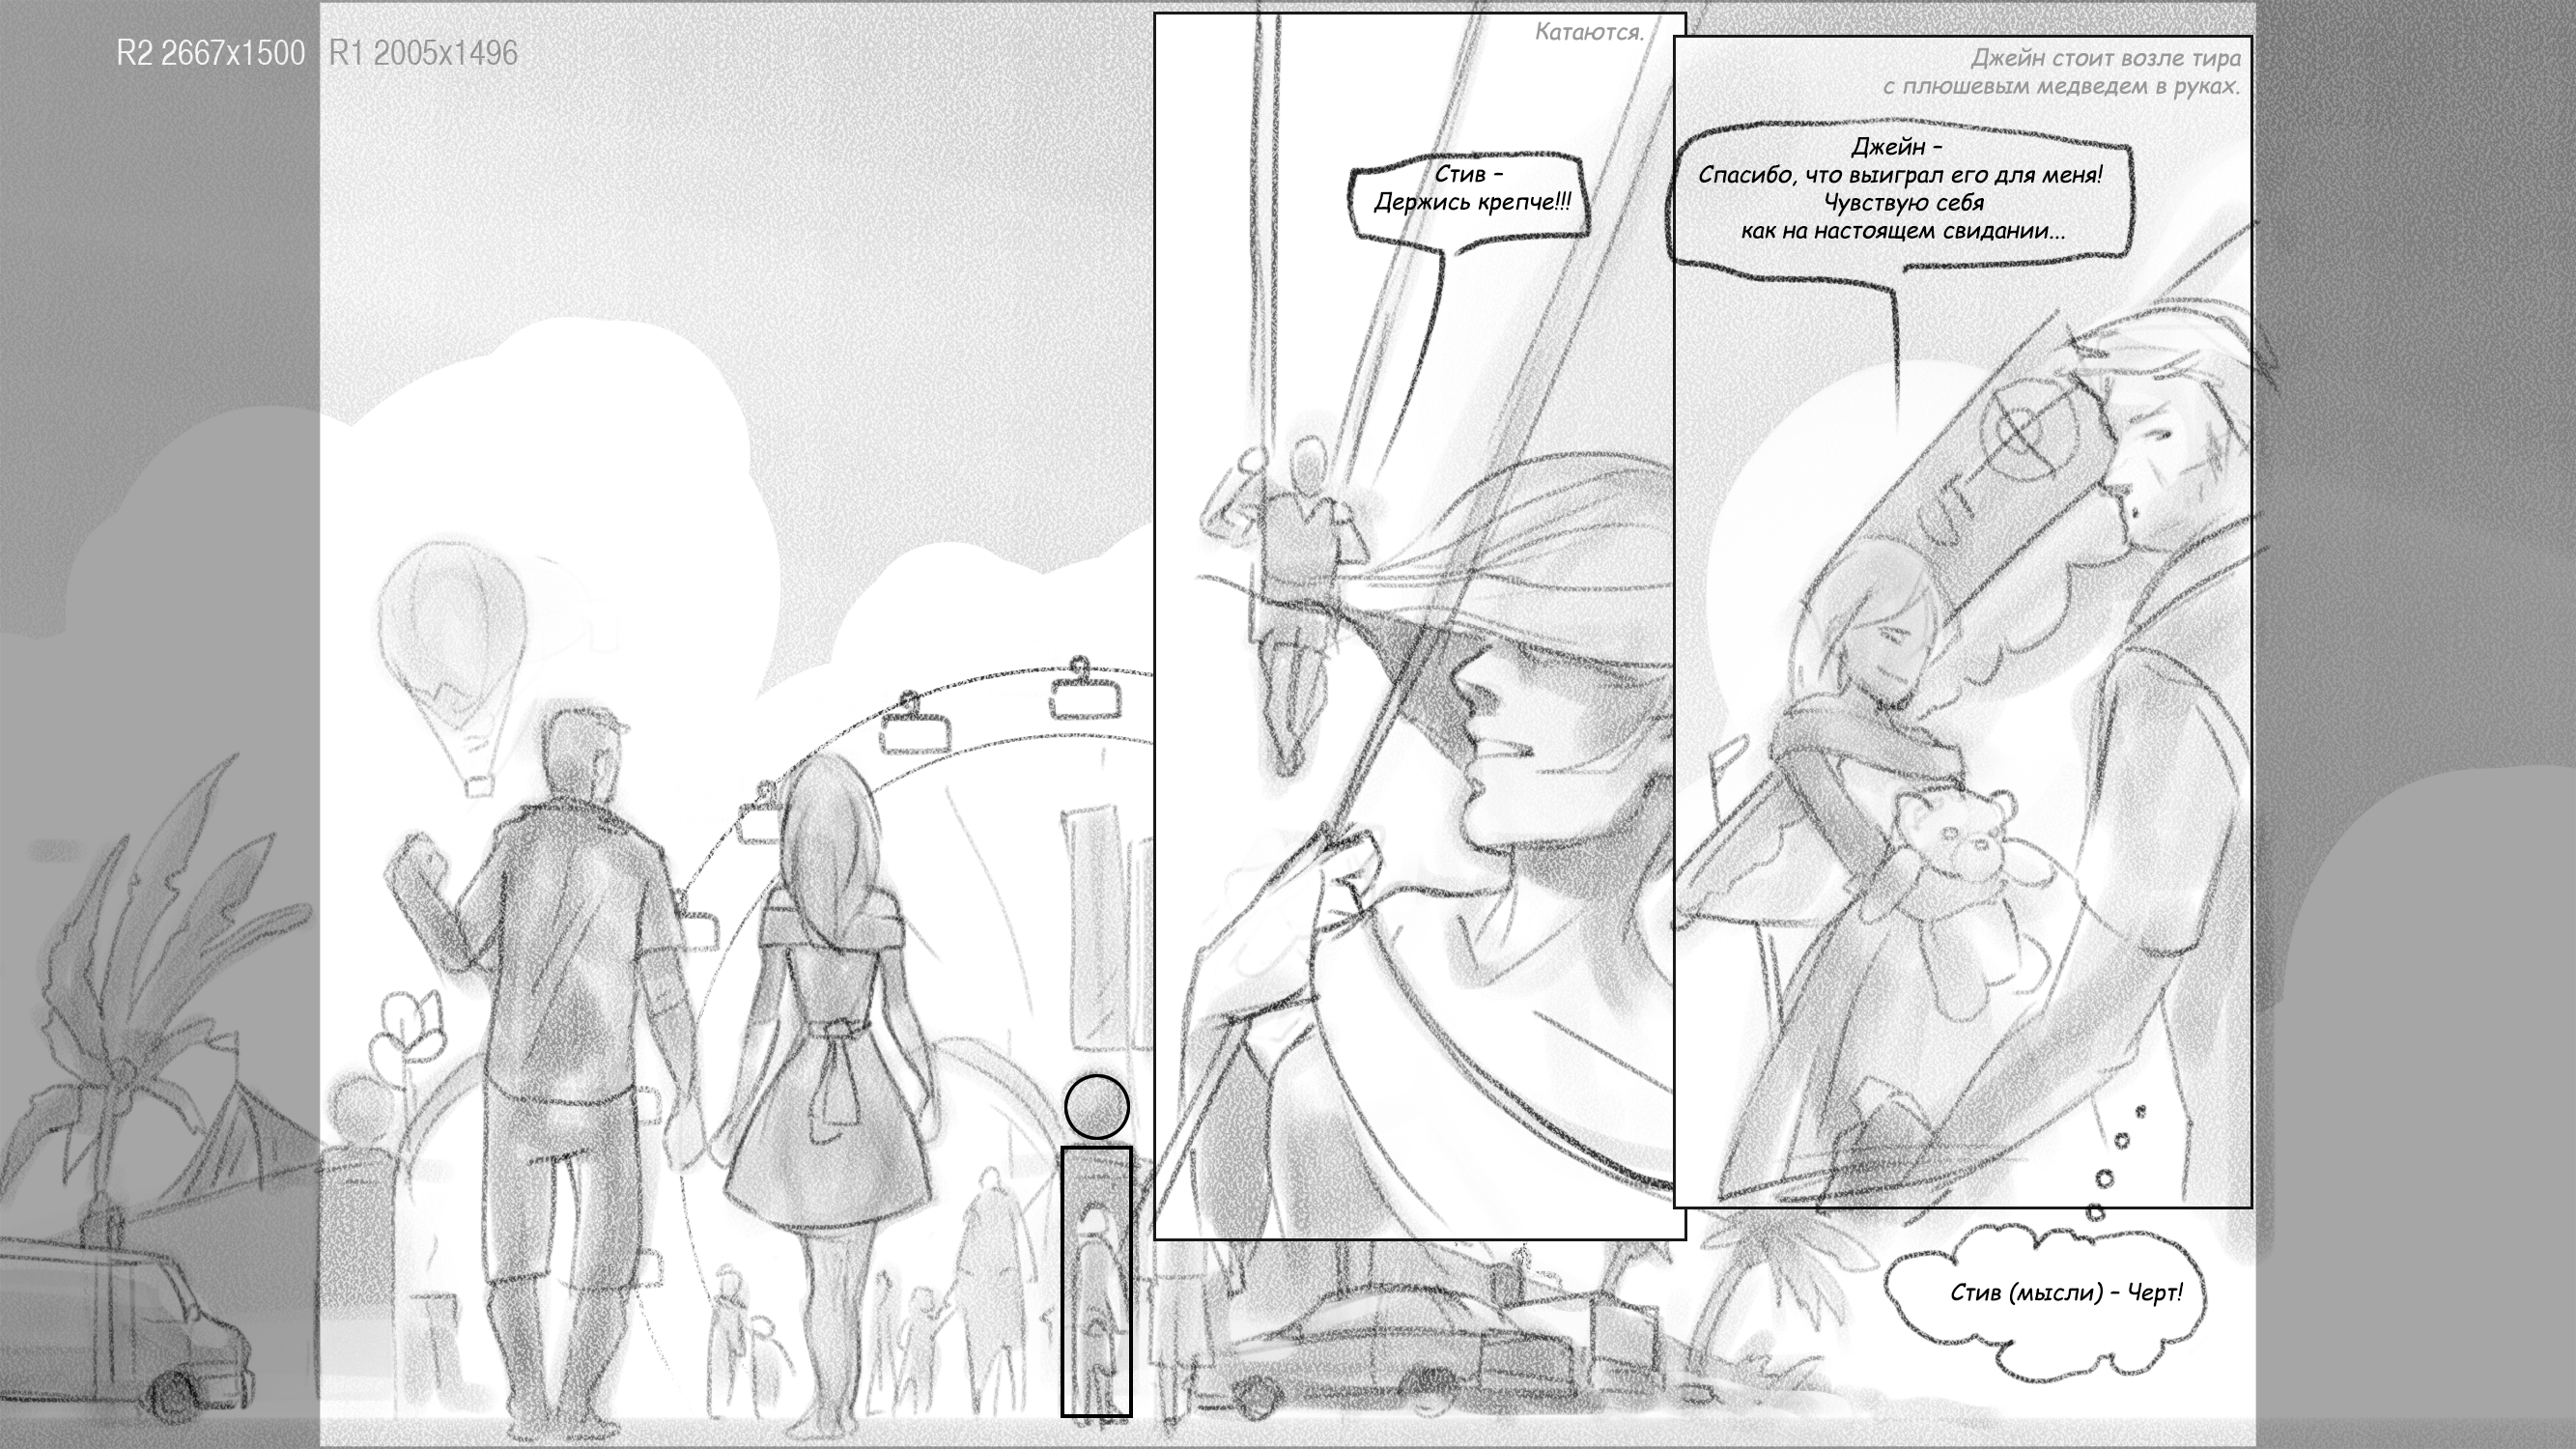 R2 2667x1500 R1 2005x1496
Катаются.
Стив –
Держись крепче!!!
Джейн стоит возле тира
с плюшевым медведем в руках.
Джейн –
Спасибо, что выиграл его для меня!
Чувствую себя
как на настоящем свидании...
Стив (мысли) – Черт!